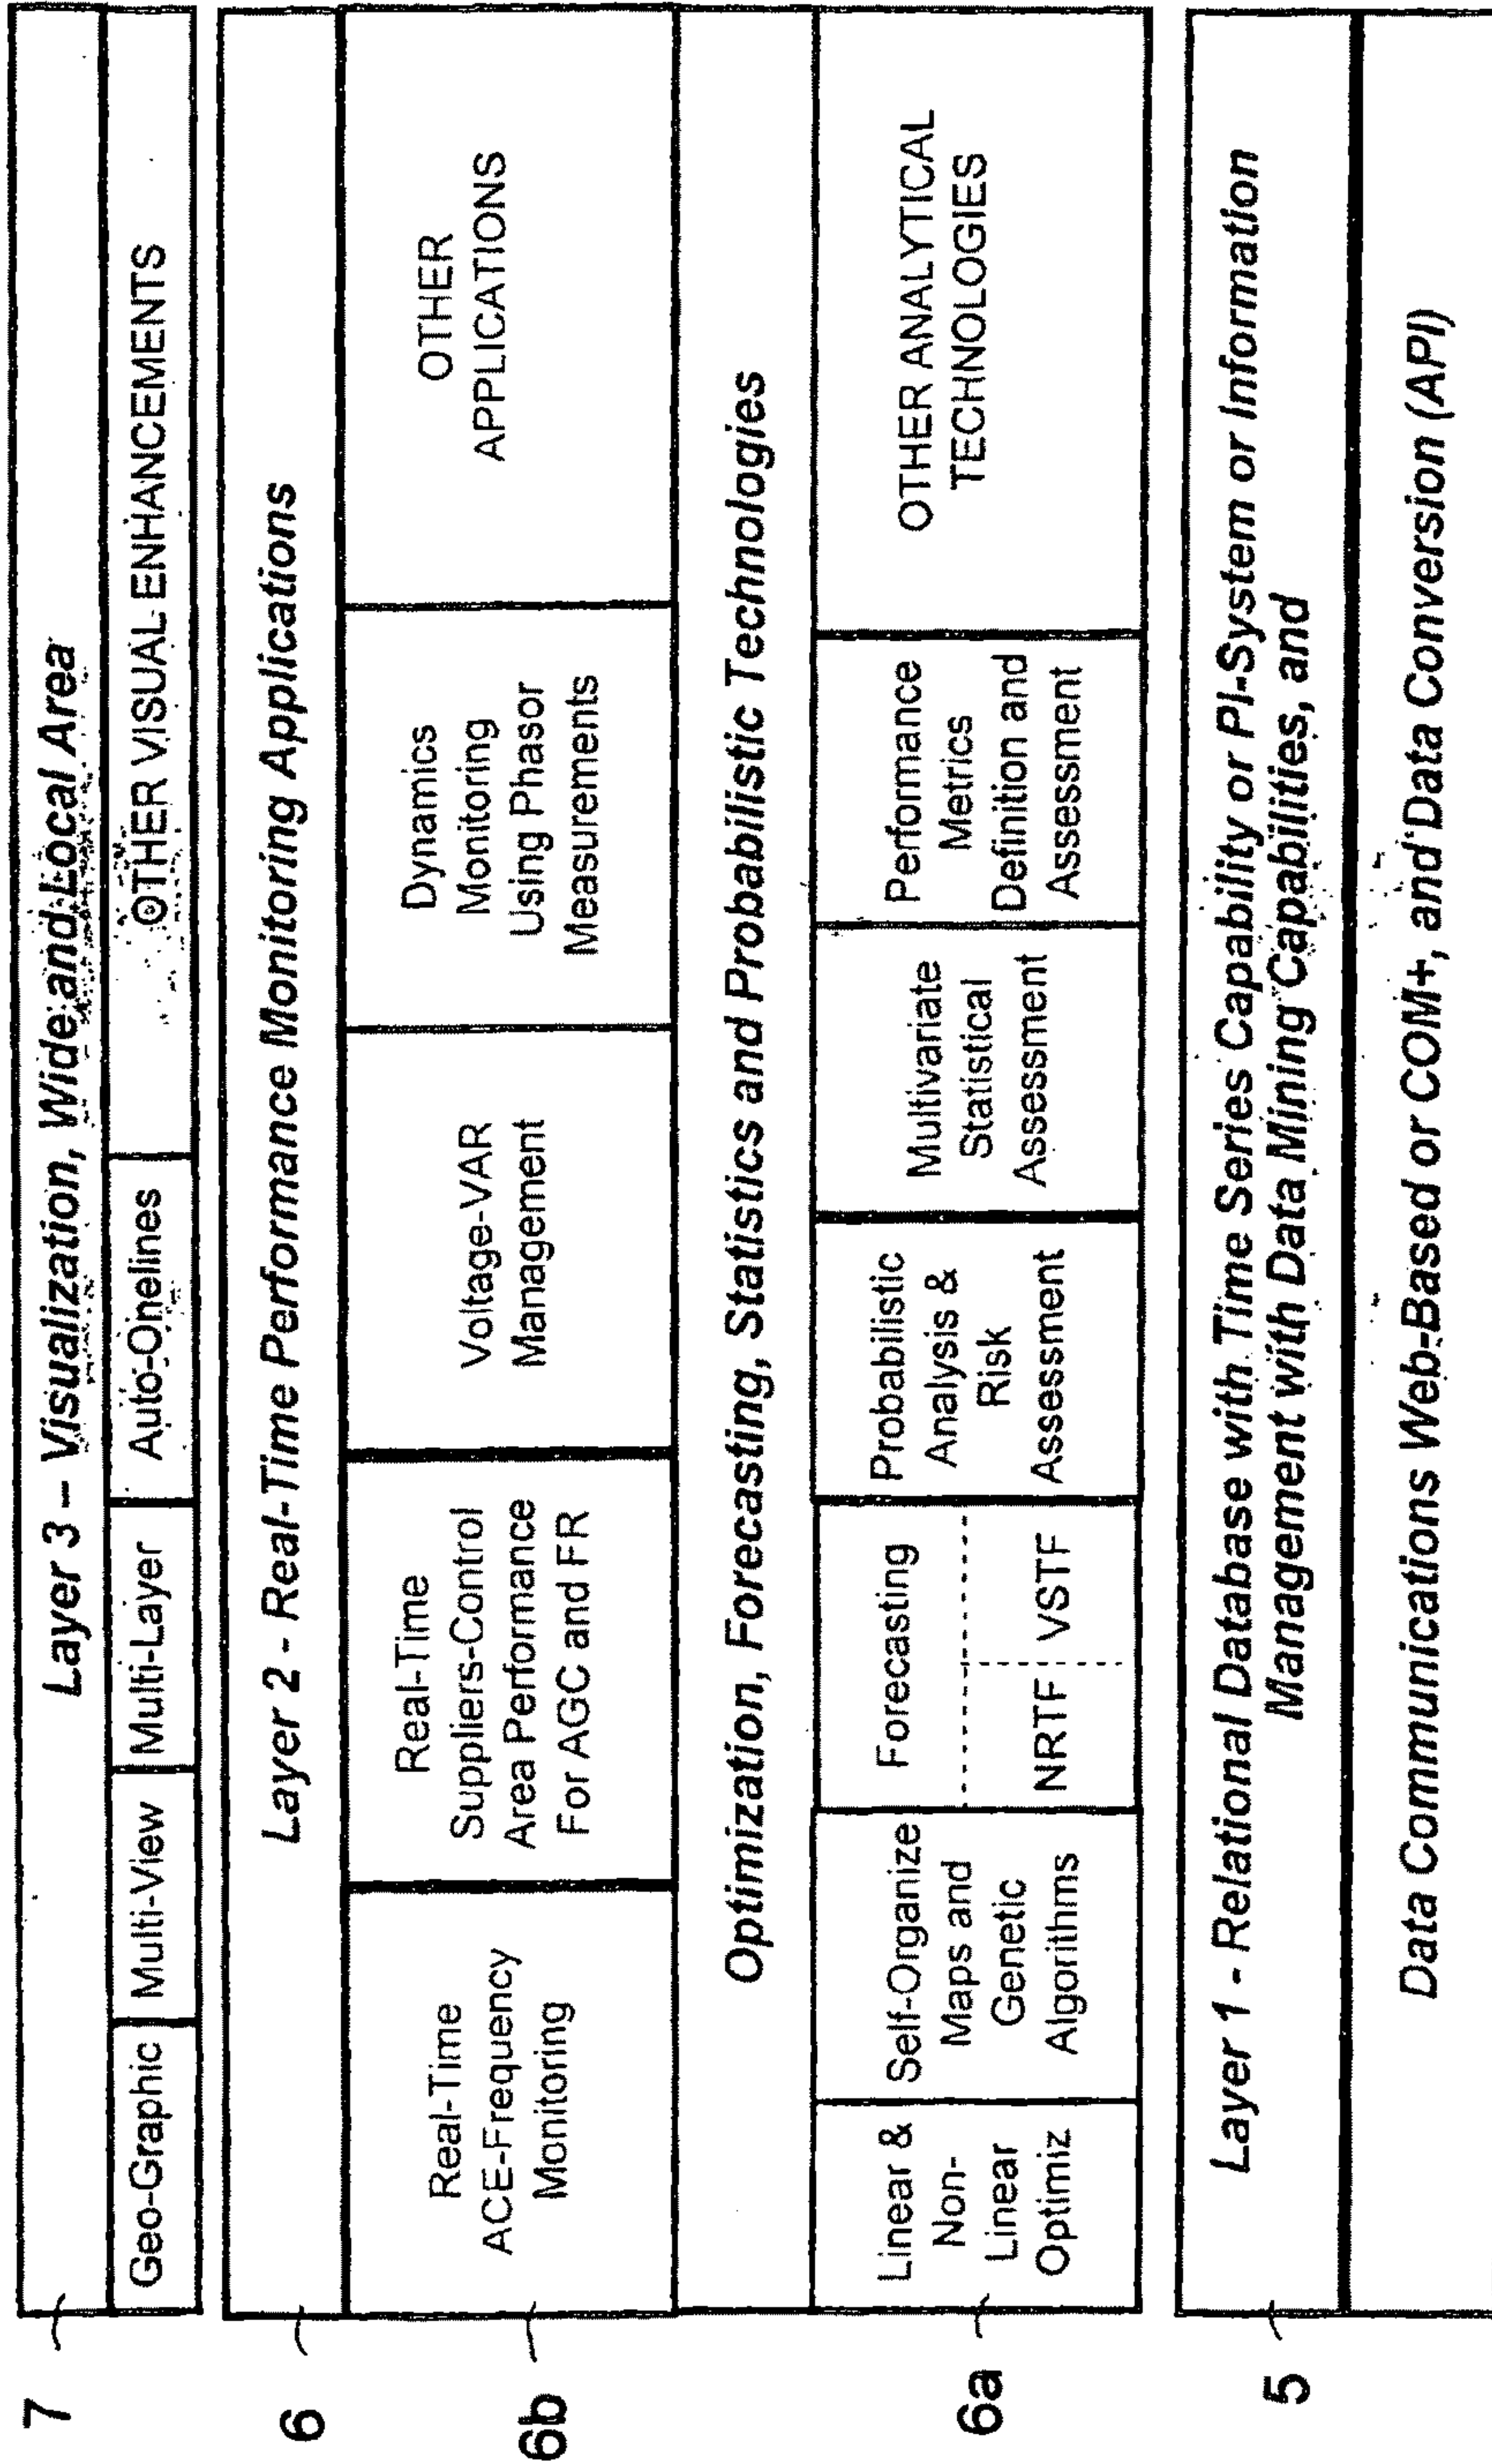 7
Layer 3 – Visualization, Wide and Local Area
Geo-Graphic
Multi-View
Multi-Layer
Auto-Onelines
OTHER VISUAL ENHANCEMENTS
6
Layer 2 - Real-Time Performance Monitoring Applications
6b
Real-Time
ACE-Frequency
Monitoring
Real-Time
Suppliers-Control
Area Performance
For AGC and FR
Voltage-VAR
Management
Dynamics
Monitoring
Using Phasor
Measurements
OTHER
APPLICATIONS
Optimization, Forecasting, Statistics and Probabilistic Technologies
6a
Linear &
Non-
Linear
Optimiz
Self-Organize
Maps and
Genetic
Algorithms
Forecasting
NRTF
VSTF
Probabilistic
Analysis &
Risk
Assessment
Multivariate
Statistical
Assessment
Performance
Metrics
Definition and
Assessment
OTHER ANALYTICAL
TECHNOLOGIES
5
Layer 1 - Relational Database with Time Series Capability or PI-System or Information
Management with Data Mining Capabilities, and
Data Communications Web-Based or COM+, and Data Conversion (API)